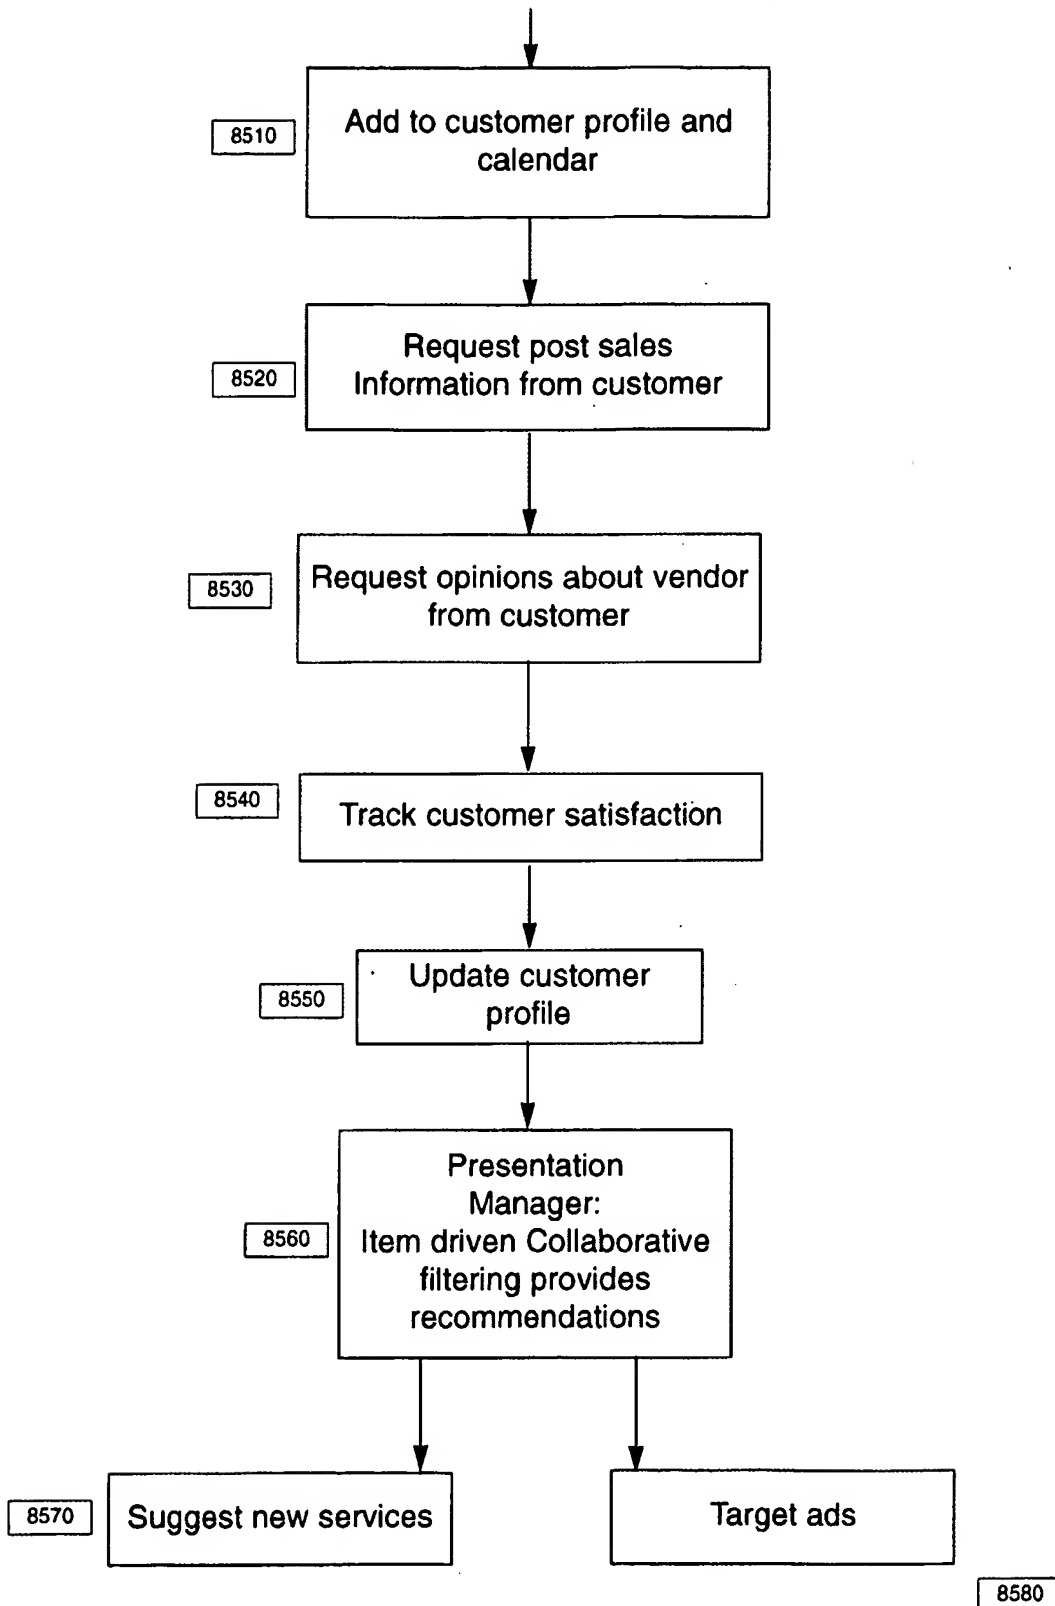 8510
Add to customer profile and
calendar
8520
Request post sales
Information from customer
8530
Request opinions about vendor
from customer
8540
Track customer satisfaction
8550
Update customer
profile
8560
Presentation
Manager:
Item driven Collaborative
filtering provides
recommendations
8570
Suggest new services
Target ads
8580